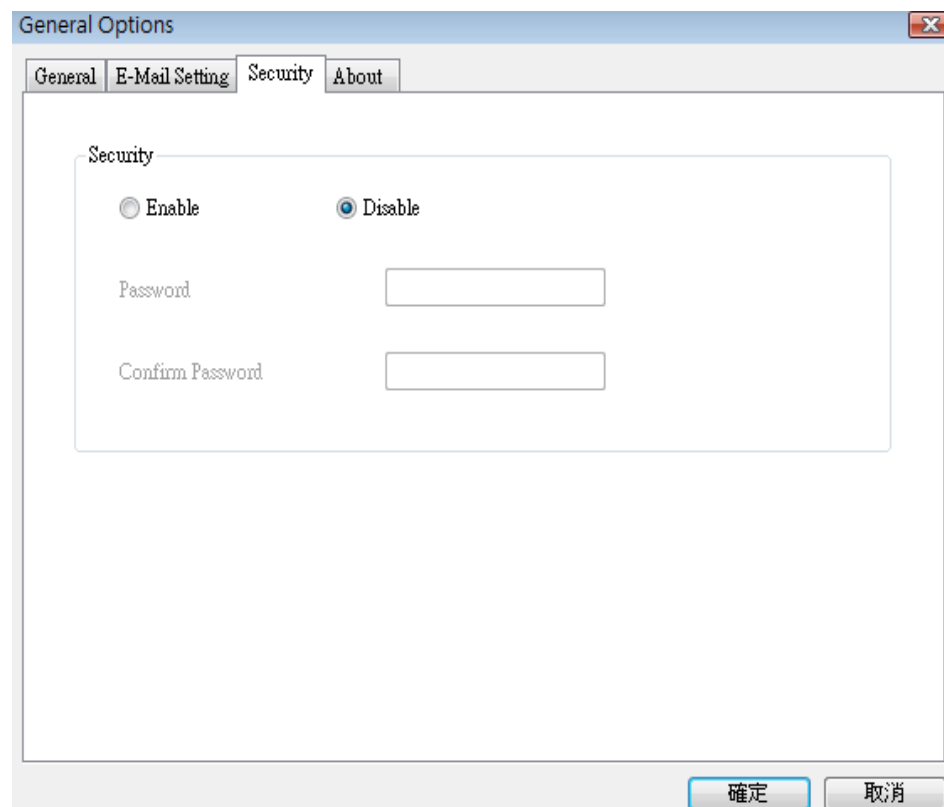 General Options
General E-Mail Setting Security About
Security
Enable Disable
Password
Confirm Password
確定 取消